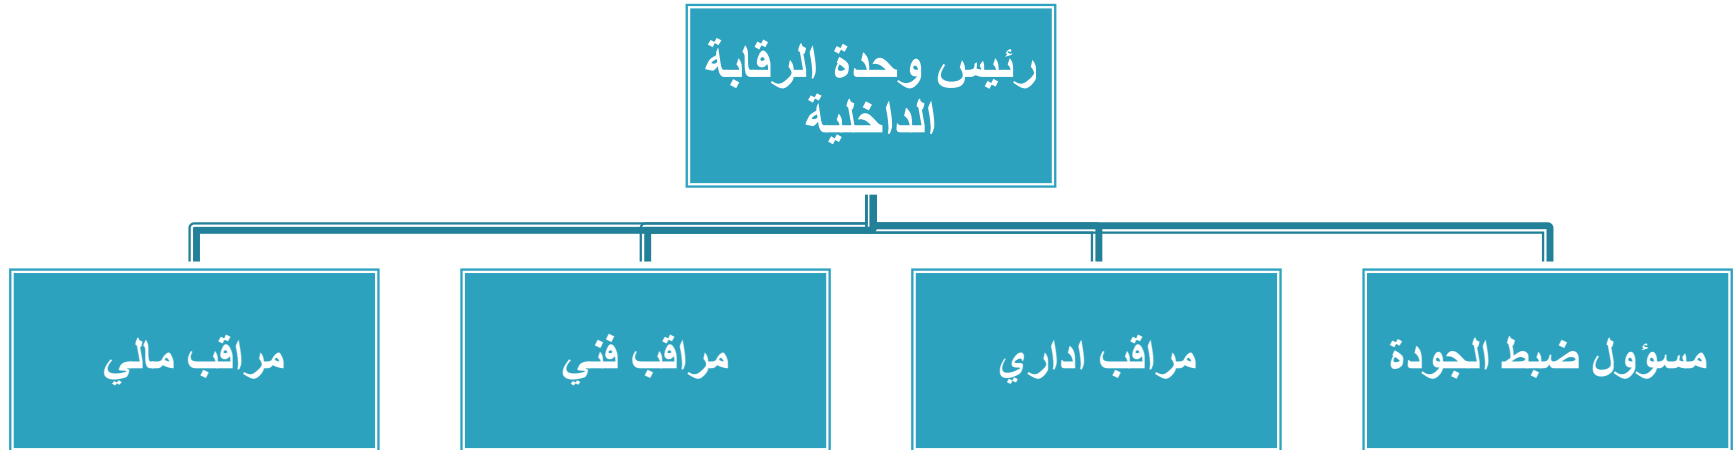 رئيس وحدة الرقابة
الداخلية
مسؤول ضبط الجودة
مراقب اداري
مراقب فني
مراقب مالي